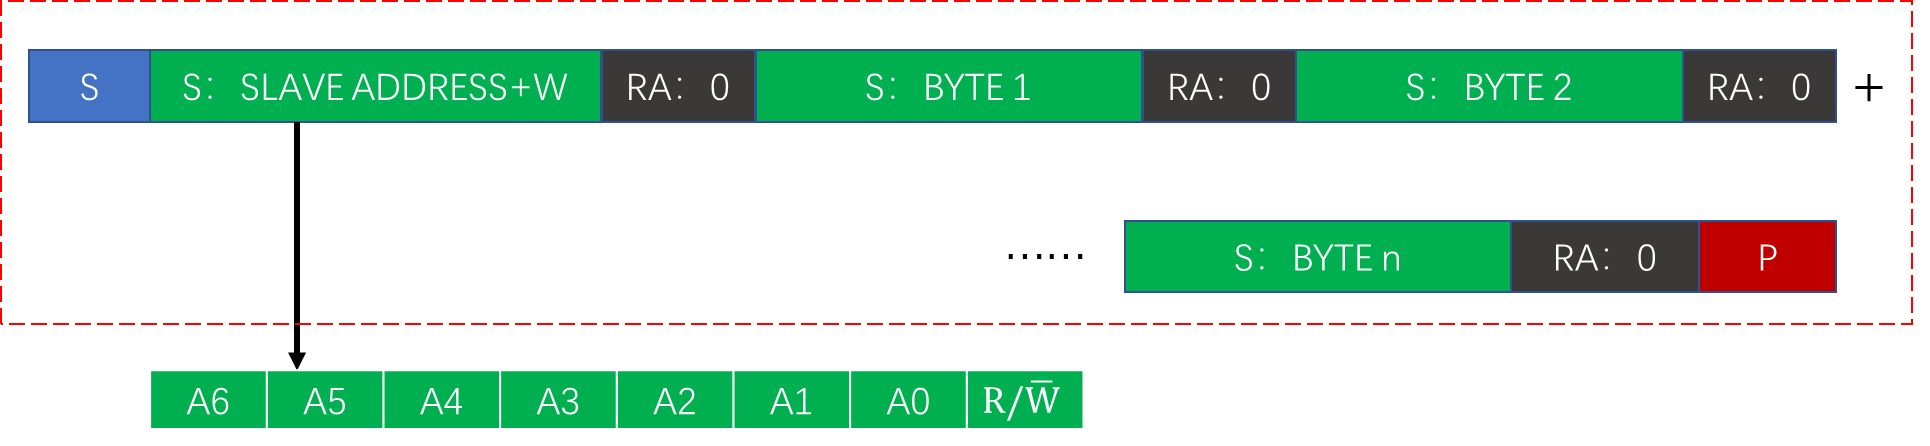 S S： SLAVE ADDRESS+W RA： 0 S： BYTE 1 RA： 0 S： BYTE 2 RA： 0 +
…… S： BYTE n RA： 0 P
A6 A5 A4 A3 A2 A1 A0 R/W̅